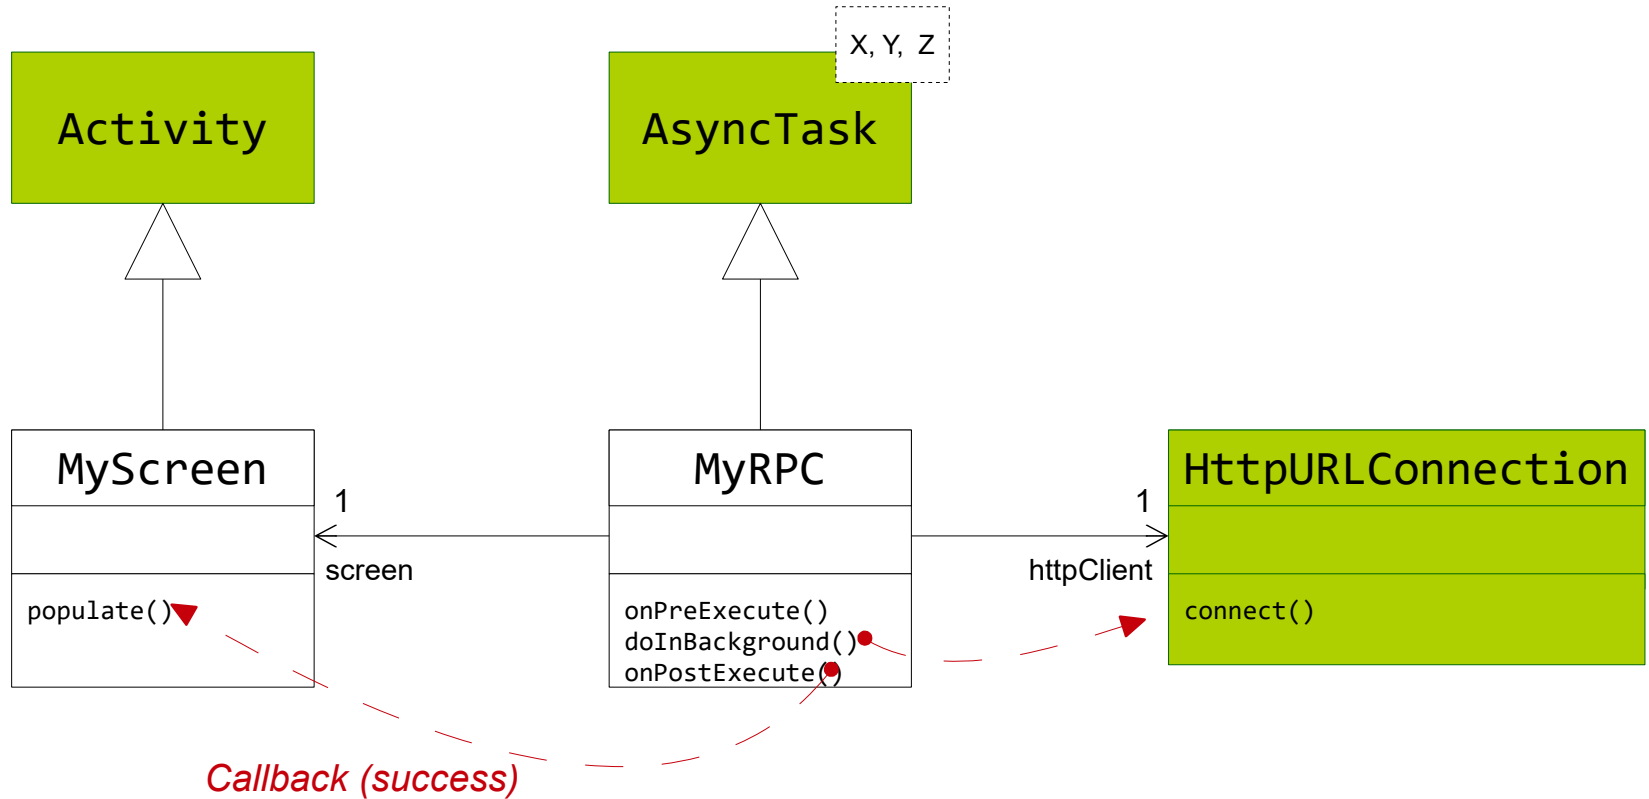 X, Y, Z
Activity
AsyncTask
MyScreen
MyRPC
HttpURLConnection
1
1
screen
httpClient
populate()
onPreExecute()
doInBackground()
onPostExecute()
connect()
Callback (success)